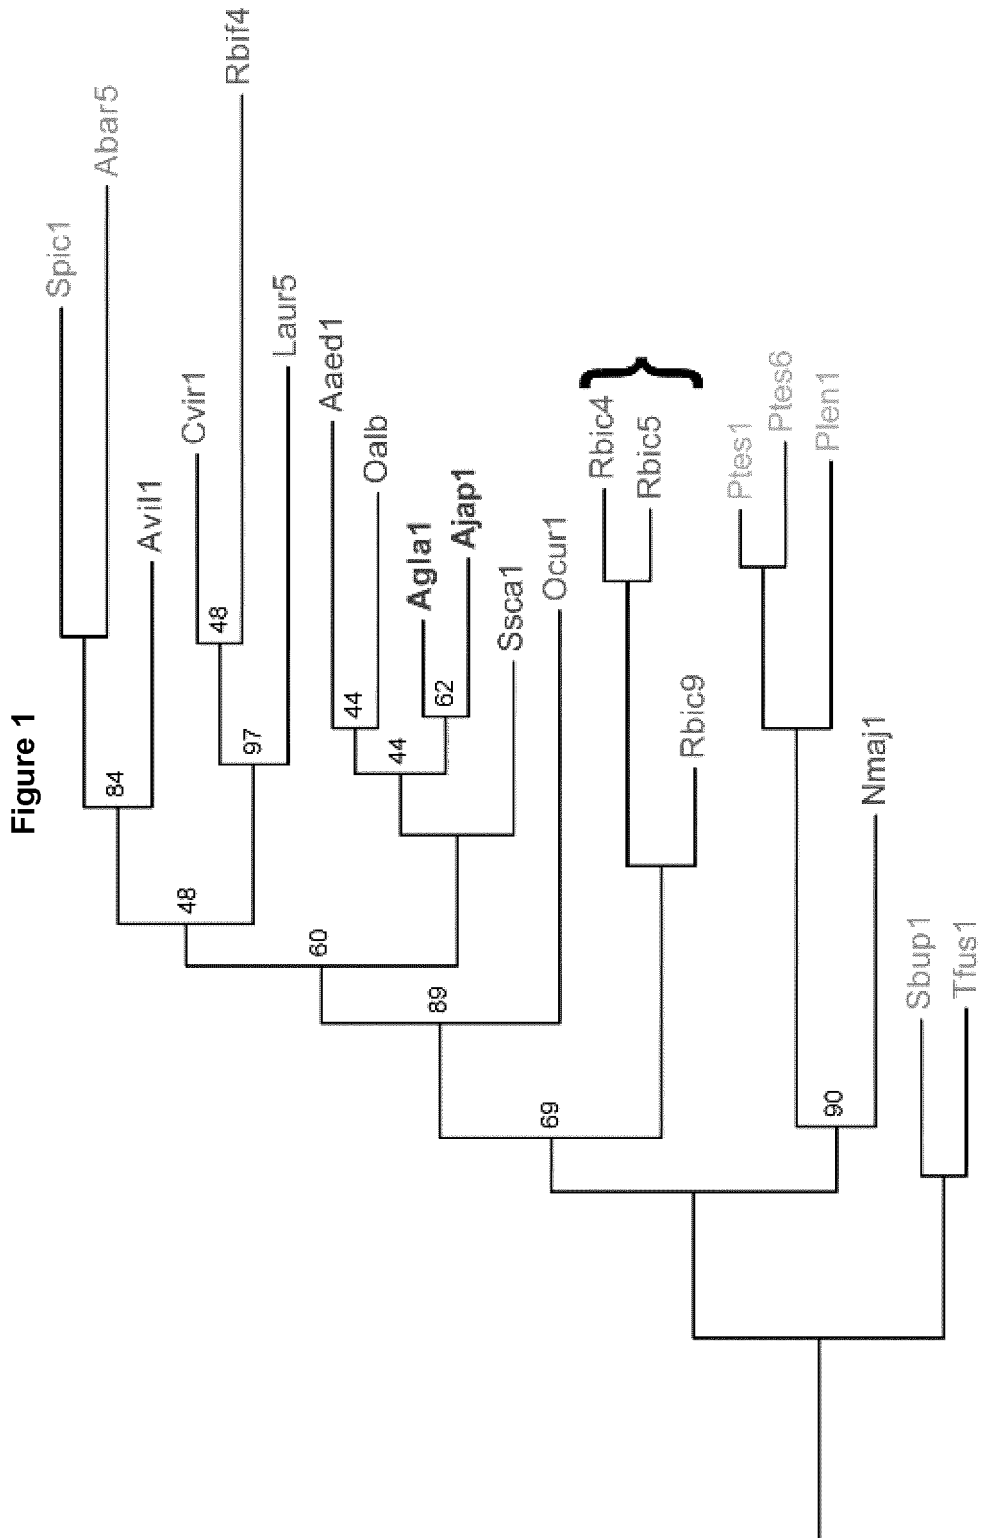 Figure 1
Spic1
Abar5
84
Avil1
48
Cvir1
48
Rbif4
97
Laur5
60
Aaed1
44
Oalb
44
Agla1
62
Ajap1
Ssca1
89
Ocur1
69
Rbic4
Rbic5
Rbic9
Ptes1
Ptes6
Plen1
90
Nmaj1
Sbup1
Tfus1